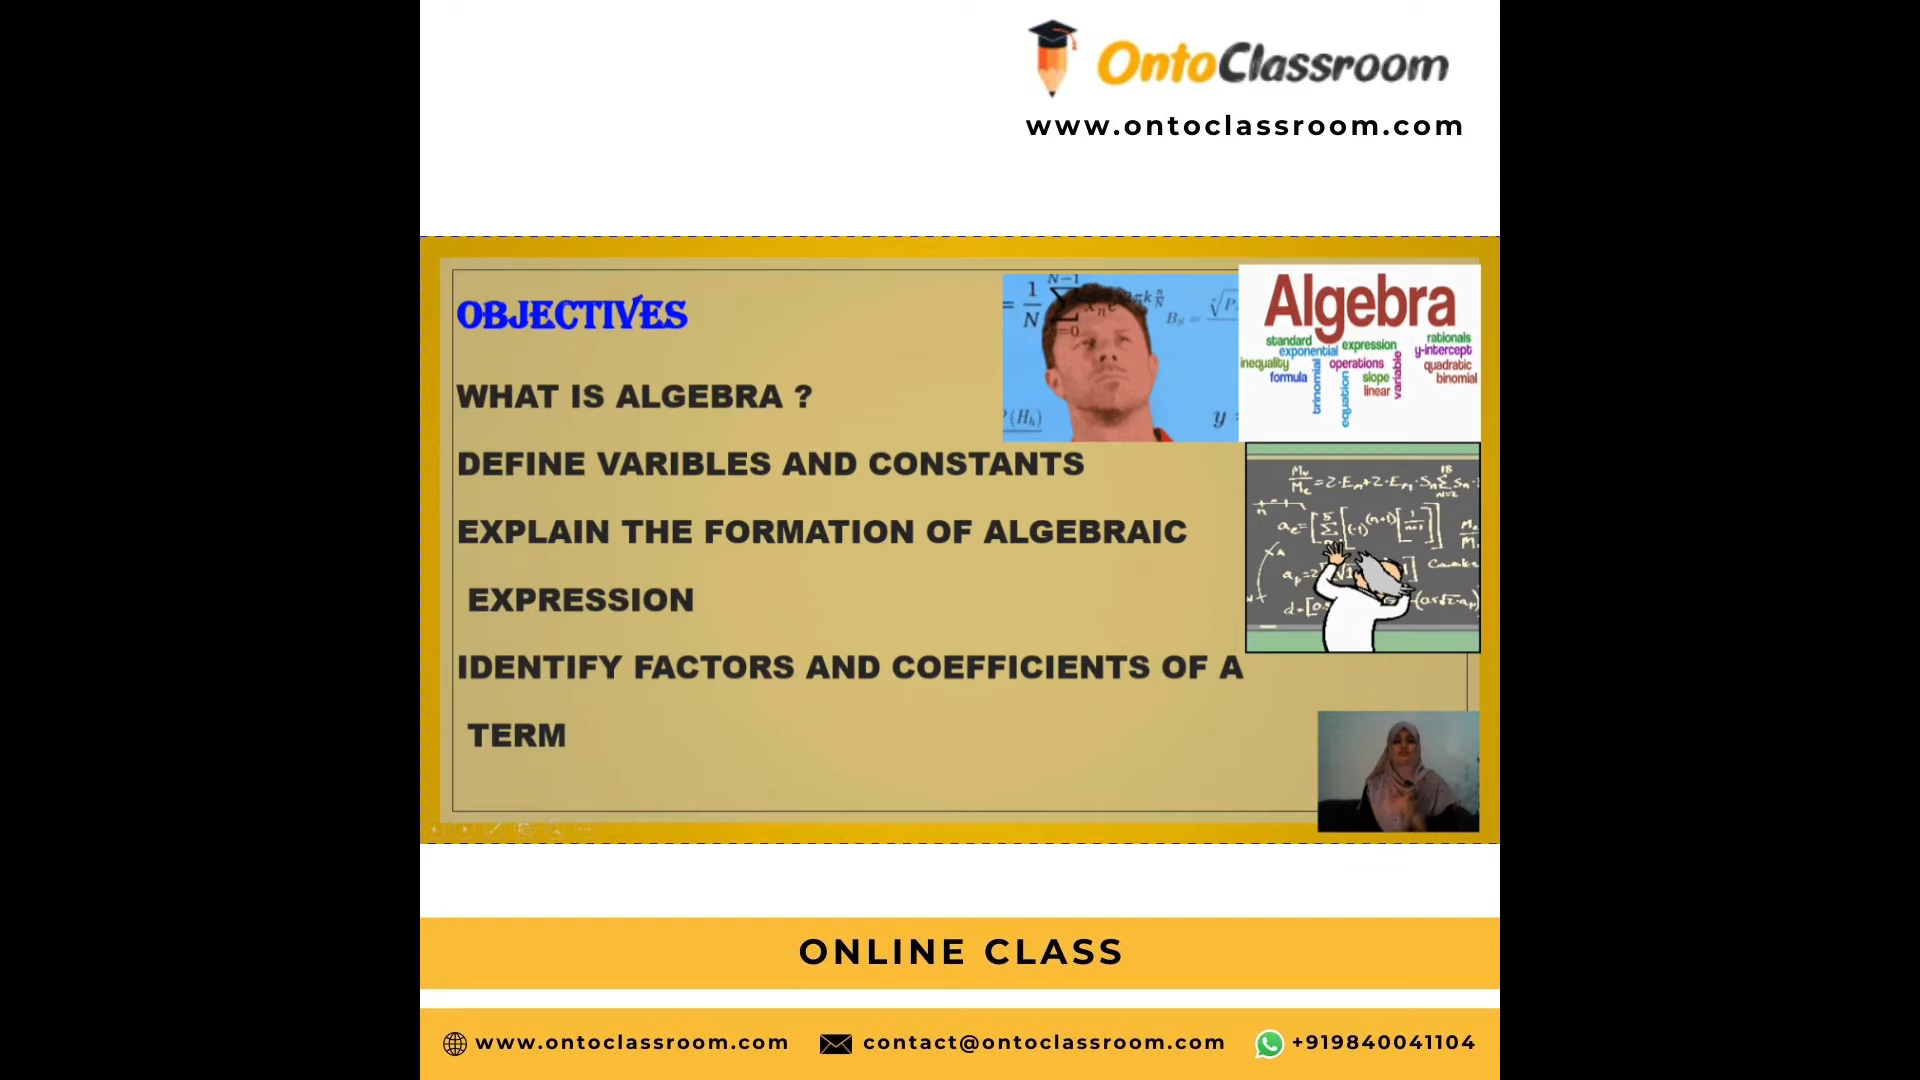 OntoClassroom
www.ontoclassroom.com
OBJECTIVES
WHAT IS ALGEBRA ?
DEFINE VARIBLES AND CONSTANTS
EXPLAIN THE FORMATION OF ALGEBRAIC
EXPRESSION
IDENTIFY FACTORS AND COEFFICIENTS OF A
TERM
Algebra
standard
exponential
expression
rationals
y-intercept
inequality
operations
quadratic
formula
trinomial
equation
slope
linear
variable
binomial
ONLINE CLASS
www.ontoclassroom.com
contact@ontoclassroom.com
+919840041104